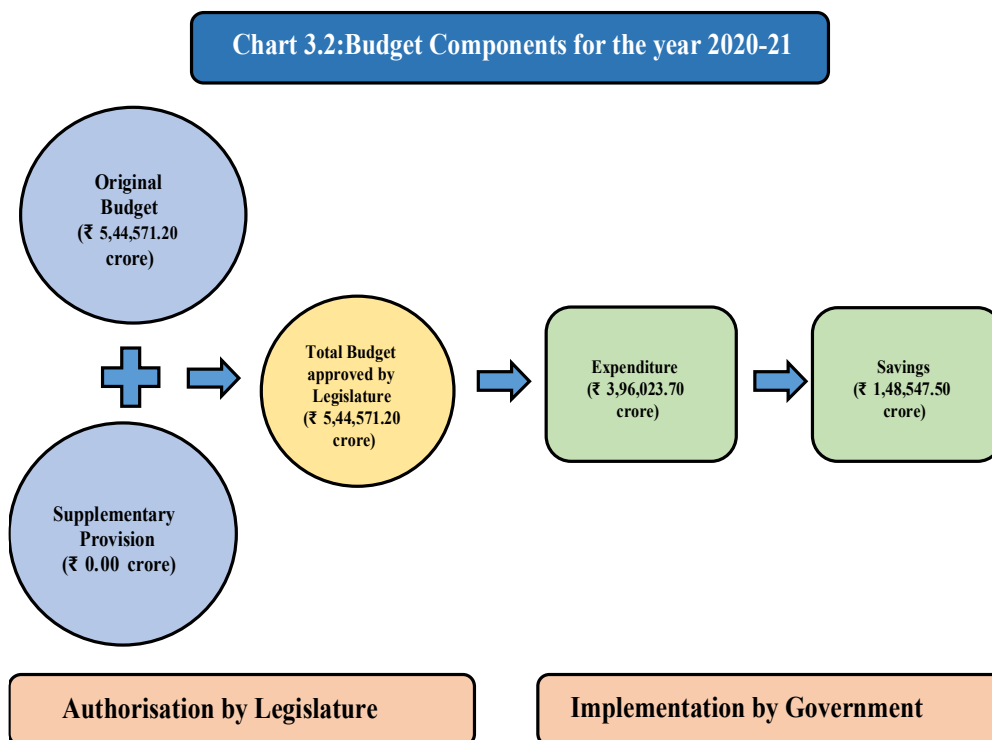 Chart 3.2:Budget Components for the year 2020-21
Original
Budget
(₹ 5,44,571.20
crore)
Supplementary
Provision
(₹ 0.00 crore)
Total Budget
approved by
Legislature
(₹ 5,44,571.20
crore)
Expenditure
(₹ 3,96,023.70
crore)
Savings
(₹ 1,48,547.50
crore)
Authorisation by Legislature
Implementation by Government